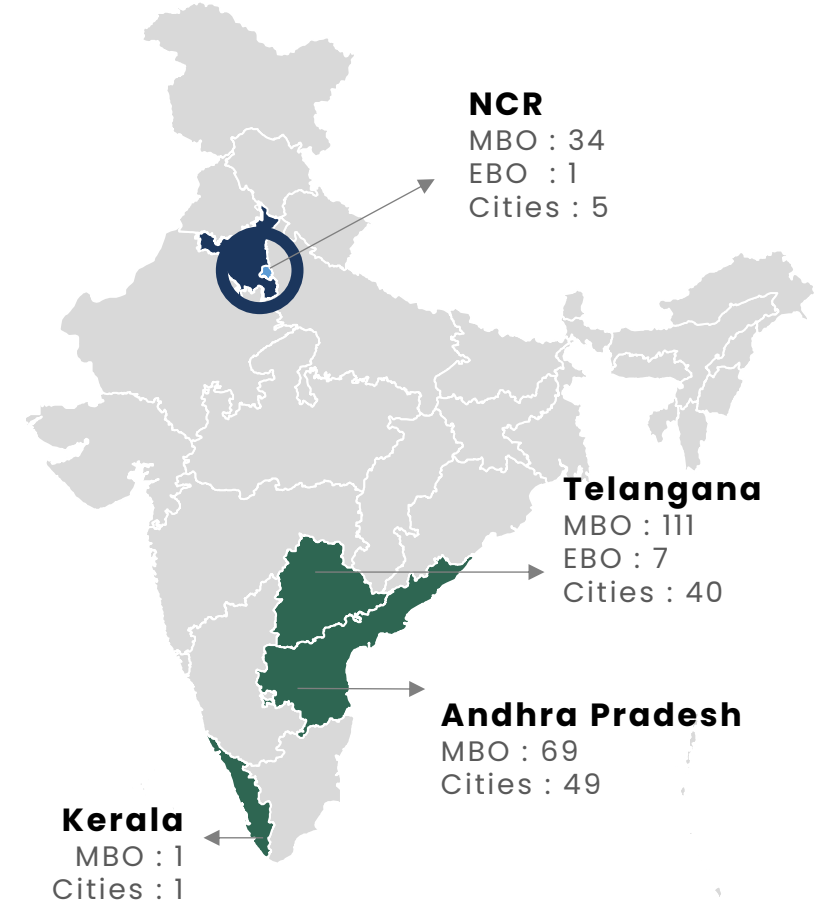 NCR
MBO : 34
EBO : 1
Cities : 5
Telangana
MBO : 111
EBO : 7
Cities : 40
Andhra Pradesh
MBO : 69
Cities : 49
Kerala
MBO : 1
Cities : 1